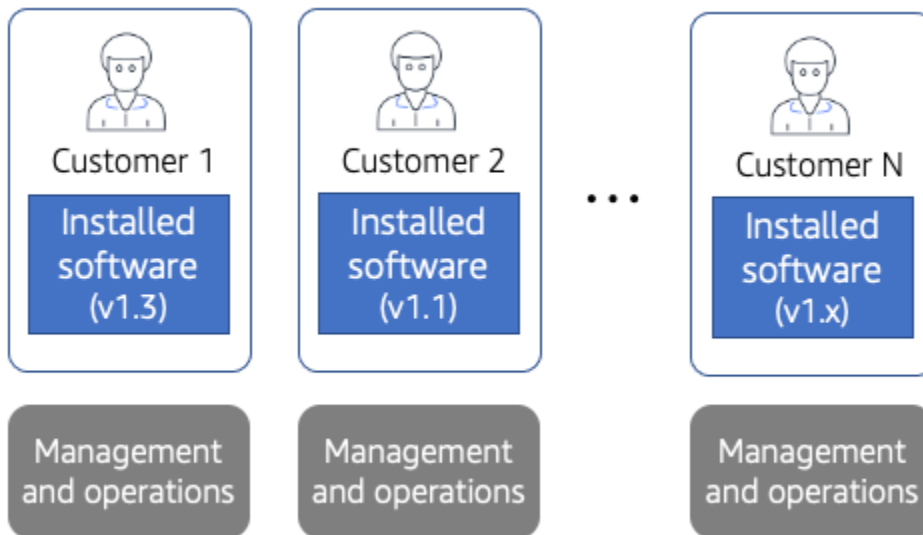 Customer 1
Installed
software
(v1.3)
Management
and operations
Customer 2
Installed
software
(v1.1)
Management
and operations
...
Customer N
Installed
software
(v1.x)
Management
and operations